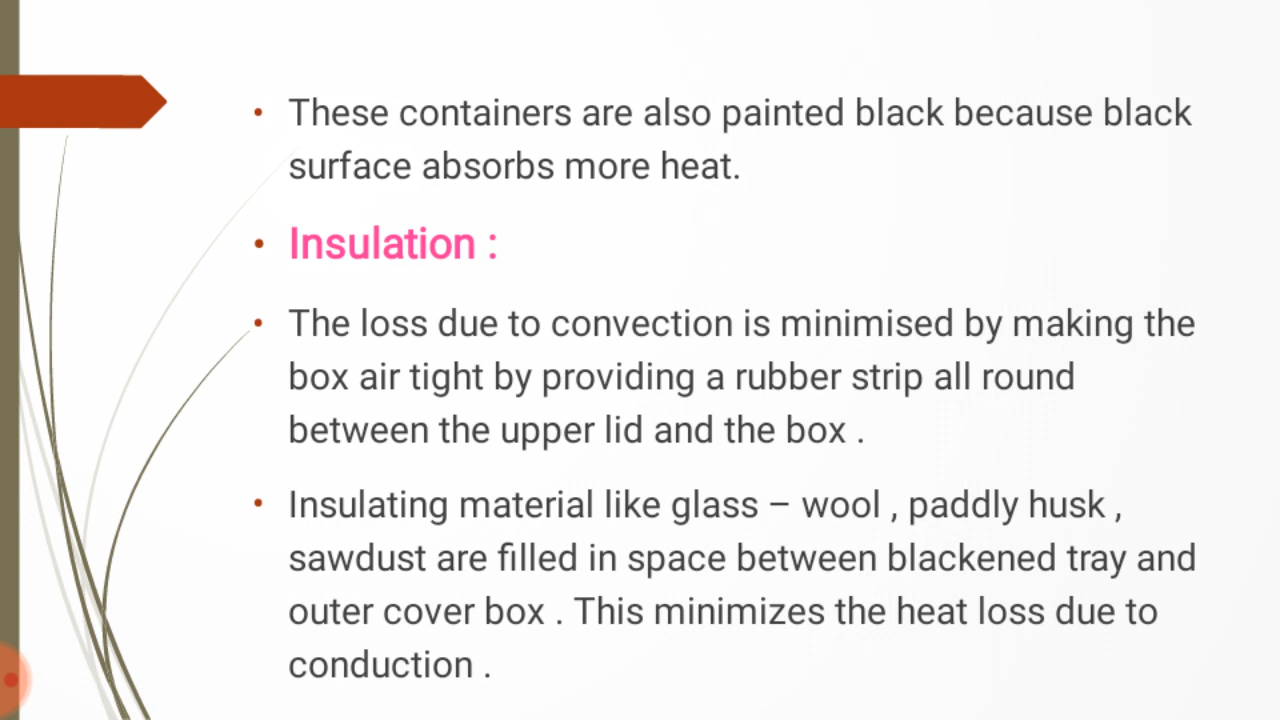 • These containers are also painted black because black
surface absorbs more heat.
• Insulation :
• The loss due to convection is minimised by making the
box air tight by providing a rubber strip all round
between the upper lid and the box .
• Insulating material like glass – wool , paddly husk ,
sawdust are filled in space between blackened tray and
outer cover box . This minimizes the heat loss due to
conduction .